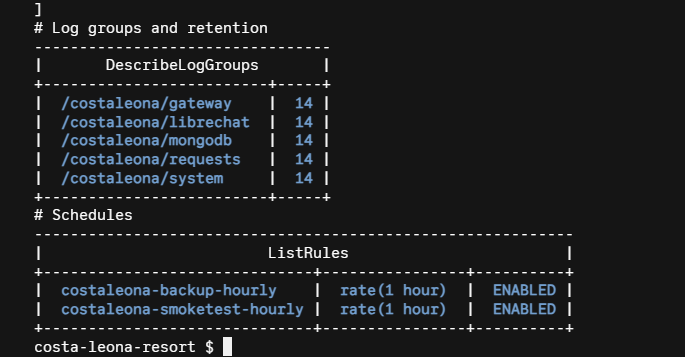 ]
# Log groups and retention
---------------------------------
|       DescribeLogGroups       |
+-------------------------+-----+
|  /costaleona/gateway    |  14 |
|  /costaleona/librechat  |  14 |
|  /costaleona/mongodb    |  14 |
|  /costaleona/requests   |  14 |
|  /costaleona/system     |  14 |
+-------------------------+-----+
# Schedules
------------------------------------------------------------
|                         ListRules                        |
+------------------------------+----------------+----------+
|  costaleona-backup-hourly    |  rate(1 hour)  |  ENABLED |
|  costaleona-smoketest-hourly |  rate(1 hour)  |  ENABLED |
+------------------------------+----------------+----------+
costa-leona-resort $